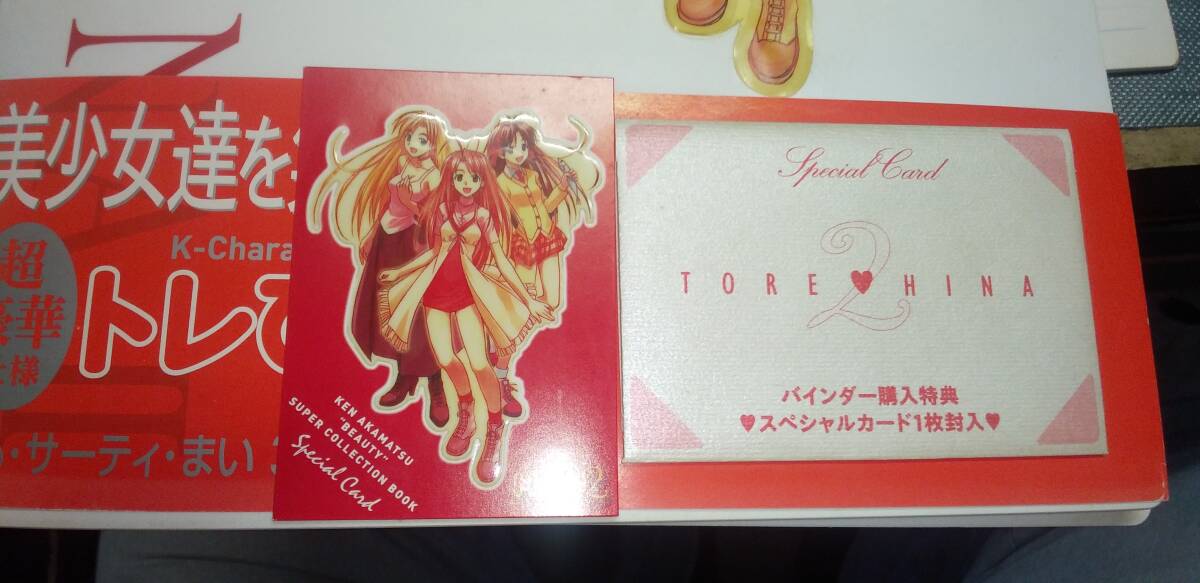 美少女達を
K-Chara
超
豪華
仕様
トレひ
・サーティ・まい
KEN AKAMATSU
"BEAUTY"
SUPER COLLECTION BOOK
Special Card
Special Card
2
TORE♥HINA
バインダー購入特典
♥スペシャルカード1枚封入♥